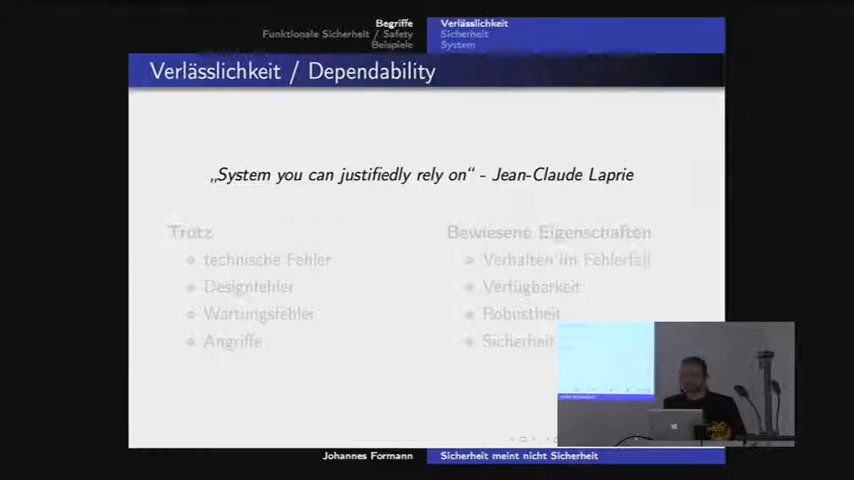 Begriffe
Funktionale Sicherheit / Safety
Beispiele
Verlässlichkeit
Sicherheit
System
Verlässlichkeit / Dependability
„System you can justifiedly rely on“ - Jean-Claude Laprie
Trotz
technische Fehler
Designfehler
Wartungsfehler
Angriffe
Bewiesene Eigenschaften
Verhalten im Fehlerfall
Verfügbarkeit
Robustheit
Sicherheit
Johannes Formann
Sicherheit meint nicht Sicherheit